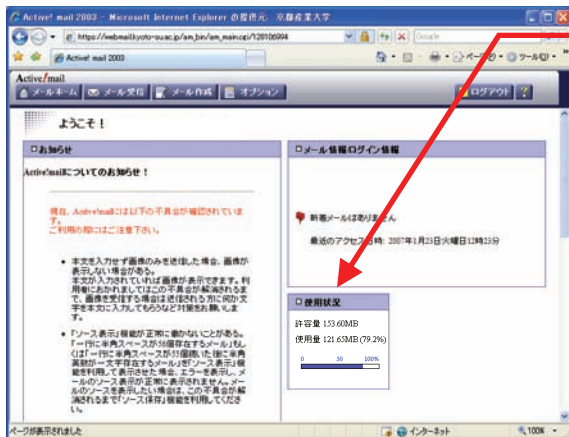 Active! mail 2003 - Microsoft Internet Explorer の提供元 京都産業大学
https://webmail.kyoto-su.ac.jp/am_bin/am_main.cgi/128106994
Google
Active! mail 2003
ページ(P)
ツール(O)
Active!mail
メールホーム メール受信 メール作成 オプション ログアウト ?
ようこそ!
お知らせ
Active!mailについてのお知らせ!
現在、Active!mailには以下の不具合が確認されていま
す。
ご利用の際にはご注意下さい。
• 本文を入力せず画像のみを送信した場合、画像が
表示しない場合がある。
本文が入力されていれば画像が表示できます。利
用者におかれましてはこの不具合が解消されるま
で、画像を受信する場合は送信される方に何か文
字を本文に入力してもらうなど対策をお願いしま
す。
• 「ソース表示」機能が正常に働かないことがある。
「一行に半角スペースが56個存在するメール」もし
くは「一行に半角スペースが55個続いた後に半角
英数が一文字存在するメール」を「ソース表示」機
能を利用して表示させた場合、エラーを表示し、メ
ールのソース表示が正常に表示されません。メー
ルのソースを表示したい場合は、この不具合が解
消されるまで「ソース保存」機能を利用してくださ
い。
メール情報ログイン情報
新着メールはありません
最近のアクセス日時: 2007年1月23日火曜日12時23分
使用状況
許容量 153.60MB
使用量 121.65MB (79.2%)
0 50 100%
ページが表示されました
インターネット
100%